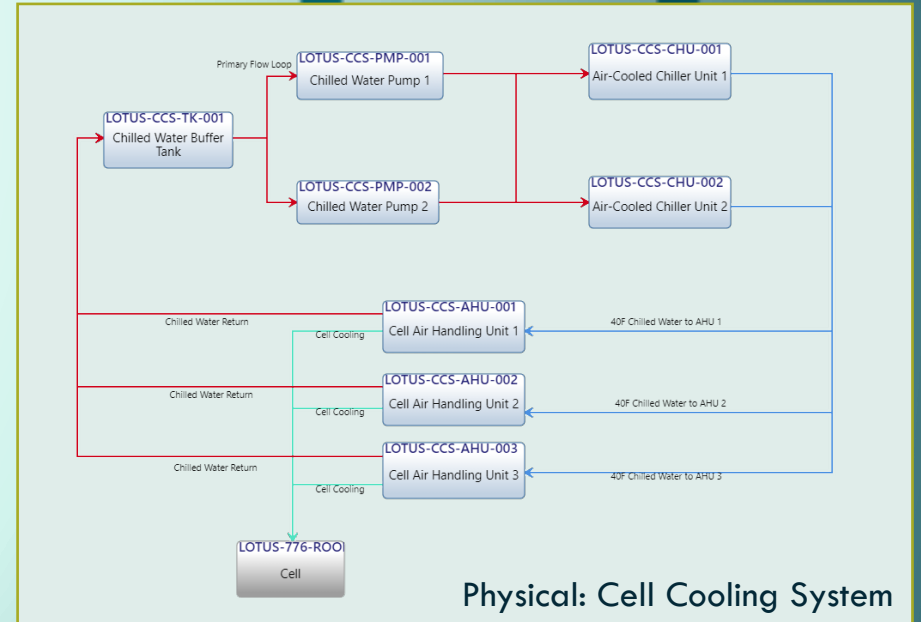 LOTUS-CCS-PMP-001
Primary Flow Loop
Chilled Water Pump 1
LOTUS-CCS-CHU-001
Air-Cooled Chiller Unit 1
LOTUS-CCS-TK-001
Chilled Water Buffer
Tank
LOTUS-CCS-PMP-002
Chilled Water Pump 2
LOTUS-CCS-CHU-002
Air-Cooled Chiller Unit 2
LOTUS-CCS-AHU-001
Cell Air Handling Unit 1
Chilled Water Return
Cell Cooling
40F Chilled Water to AHU 1
LOTUS-CCS-AHU-002
Cell Air Handling Unit 2
Chilled Water Return
Cell Cooling
40F Chilled Water to AHU 2
LOTUS-CCS-AHU-003
Cell Air Handling Unit 3
Chilled Water Return
Cell Cooling
40F Chilled Water to AHU 3
LOTUS-776-ROO
Cell
Physical: Cell Cooling System